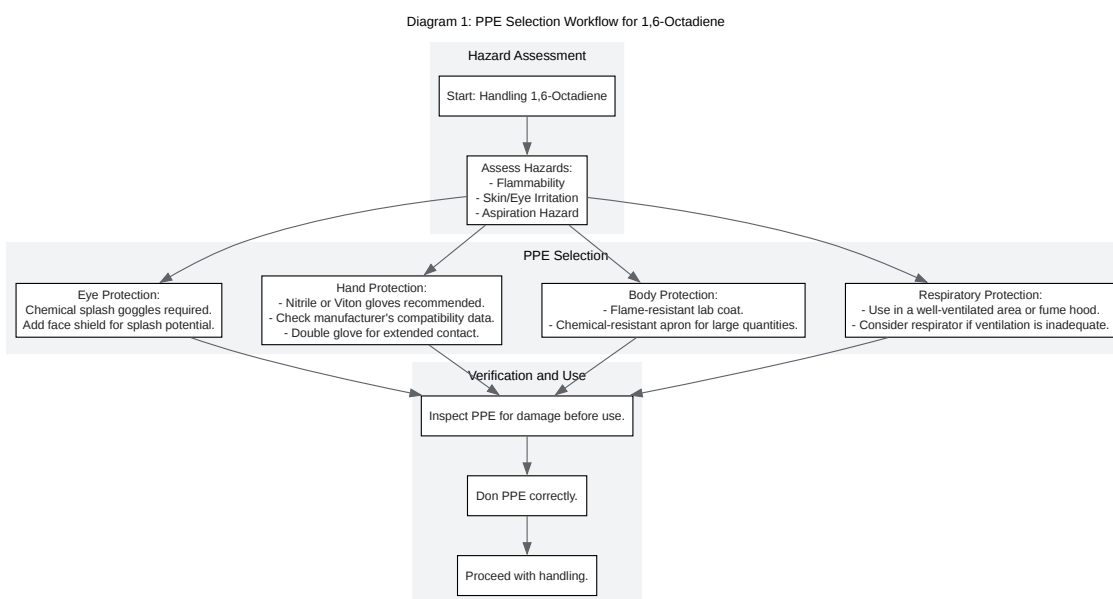 Diagram 1: PPE Selection Workflow for 1,6-Octadiene
Hazard Assessment
Start: Handling 1,6-Octadiene
Assess Hazards:
- Flammability
- Skin/Eye Irritation
- Aspiration Hazard
PPE Selection
Eye Protection:
Chemical splash goggles required.
Add face shield for splash potential.
Hand Protection:
- Nitrile or Viton gloves recommended.
- Check manufacturer's compatibility data.
- Double glove for extended contact.
Body Protection:
- Flame-resistant lab coat.
- Chemical-resistant apron for large quantities.
Respiratory Protection:
- Use in a well-ventilated area or fume hood.
- Consider respirator if ventilation is inadequate.
Verification and Use
Inspect PPE for damage before use.
Don PPE correctly.
Proceed with handling.